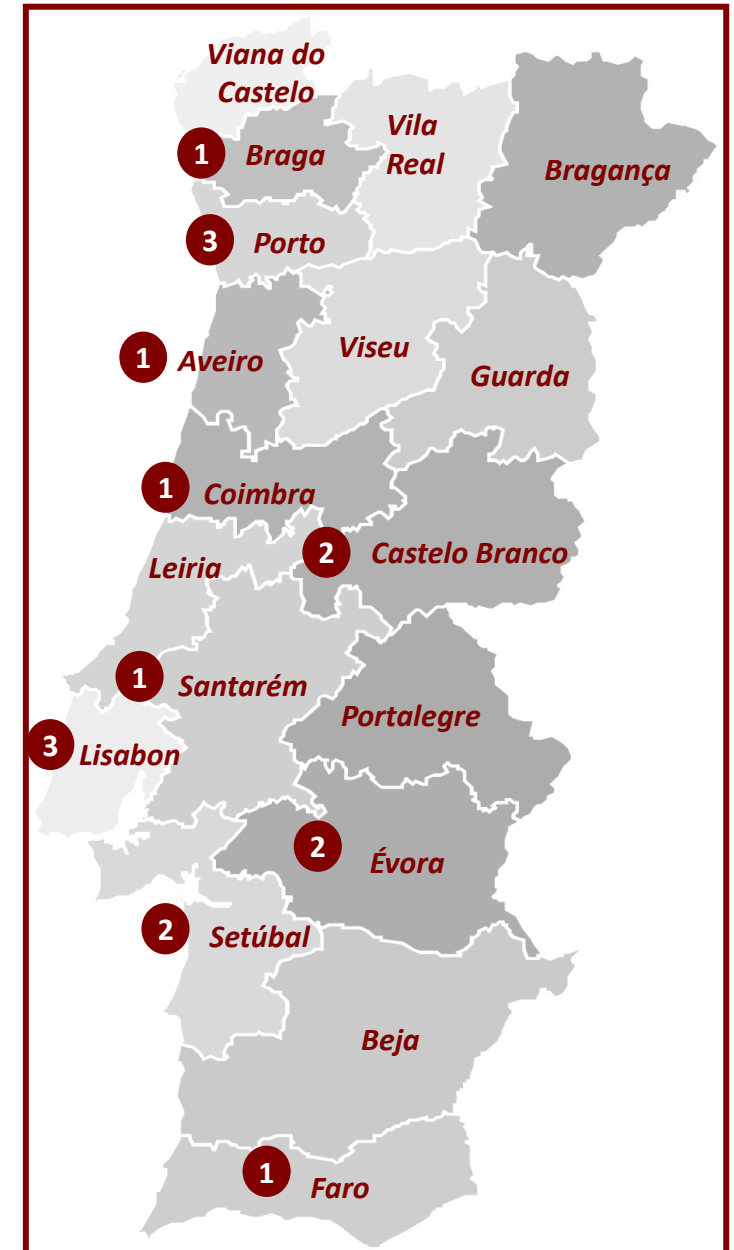 Viana do
Castelo
Vila
Real
1 Braga
Bragança
3 Porto
Viseu
1 Aveiro
Guarda
1 Coimbra
2 Castelo Branco
Leiria
1 Santarém
Portalegre
3 Lisabon
2 Évora
2 Setúbal
Beja
1 Faro